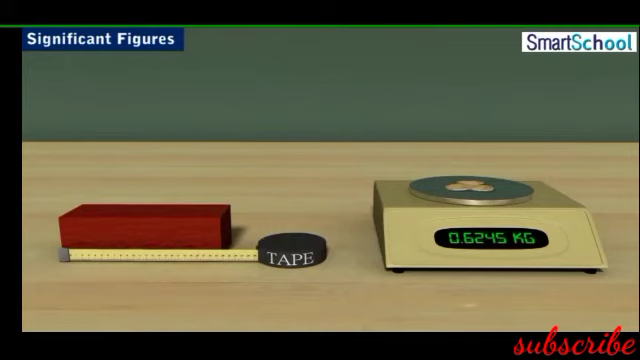 Significant Figures
SmartSchool
TAPE
0.6245 KG
subscribe